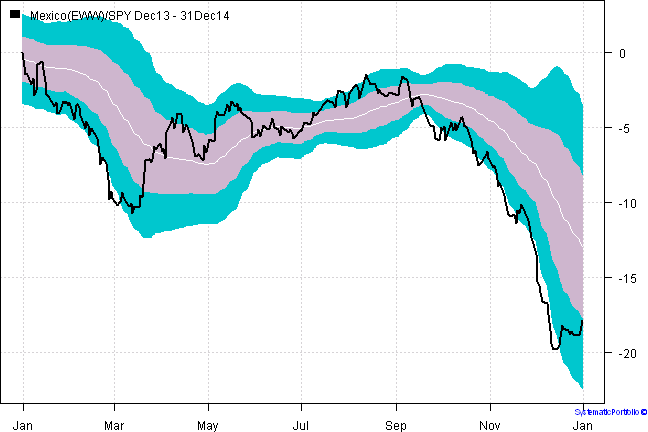 Mexico(EWW)/SPY Dec13 - 31Dec14
0
-5
-10
-15
-20
Jan Mar May Jul Sep Nov Jan
SystematicPortfolio ©